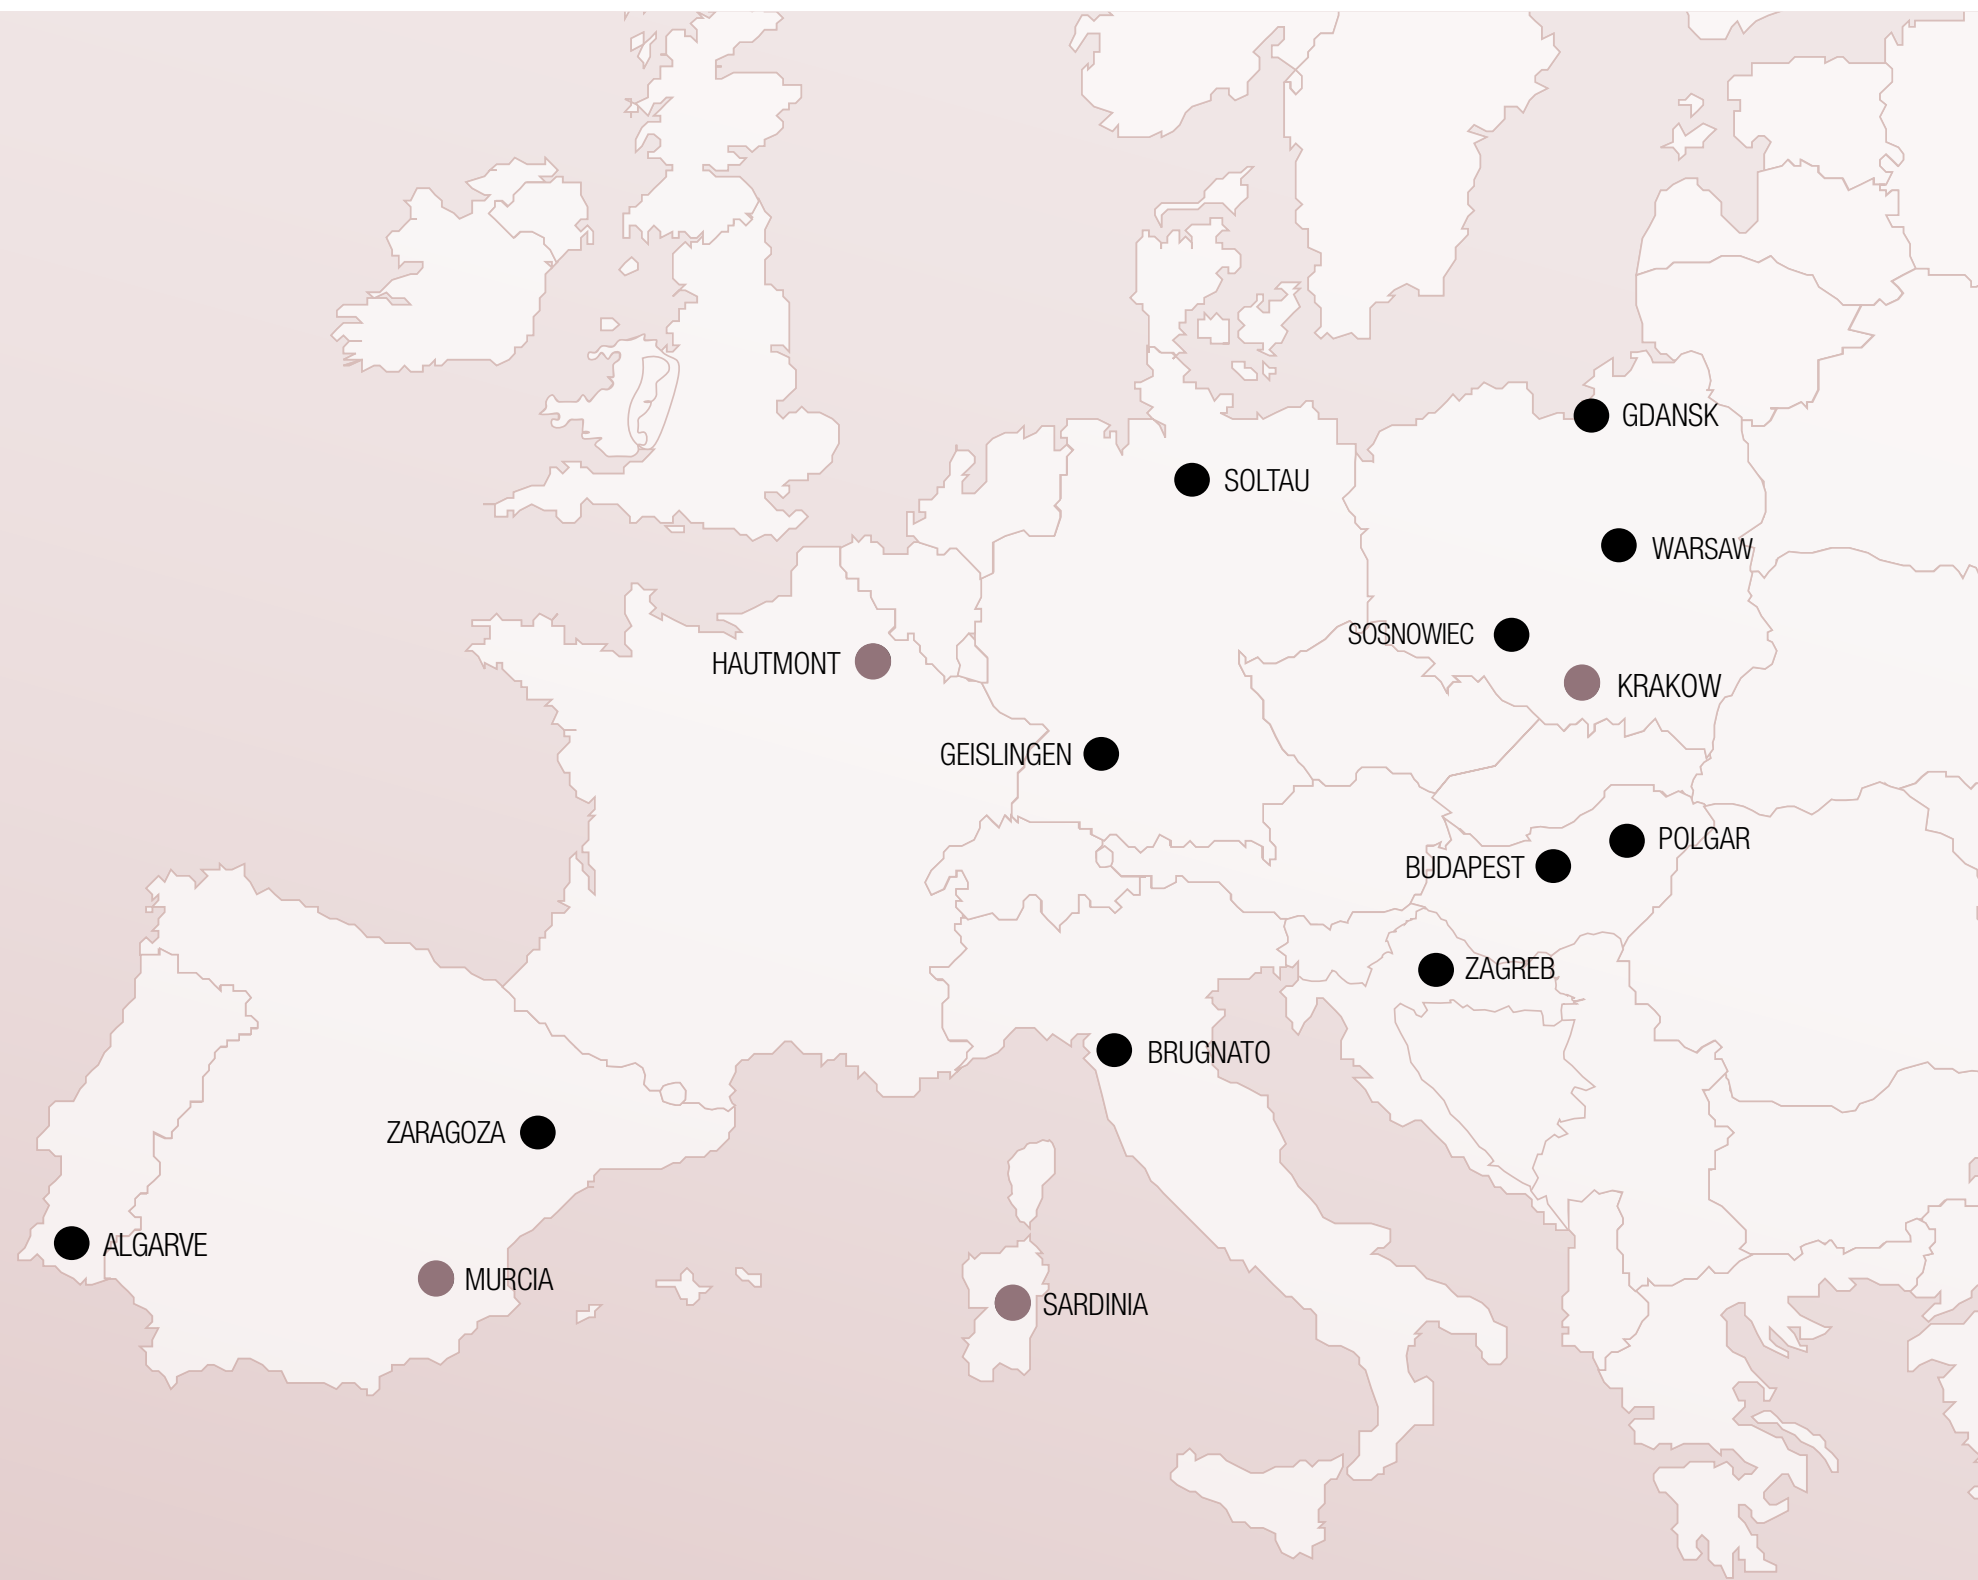 GDANSK
SOLTAU
WARSAW
SOSNOWIEC
HAUTMONT
KRAKOW
GEISLINGEN
POLGAR
BUDAPEST
ZAGREB
BRUGNATO
ZARAGOZA
ALGARVE
MURCIA
SARDINIA